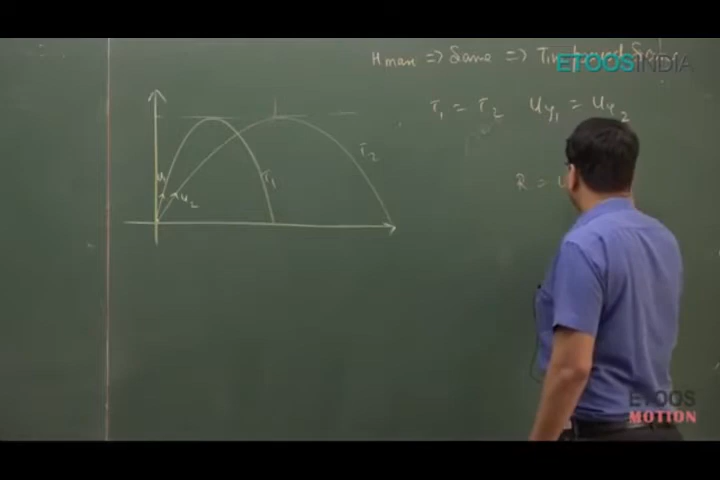 Hmax => Same =>
ETOOSINDIA
T1 = T2 uy1 = uy2
R = u
u1
u2
T1
T2
ETOOS
MOTION